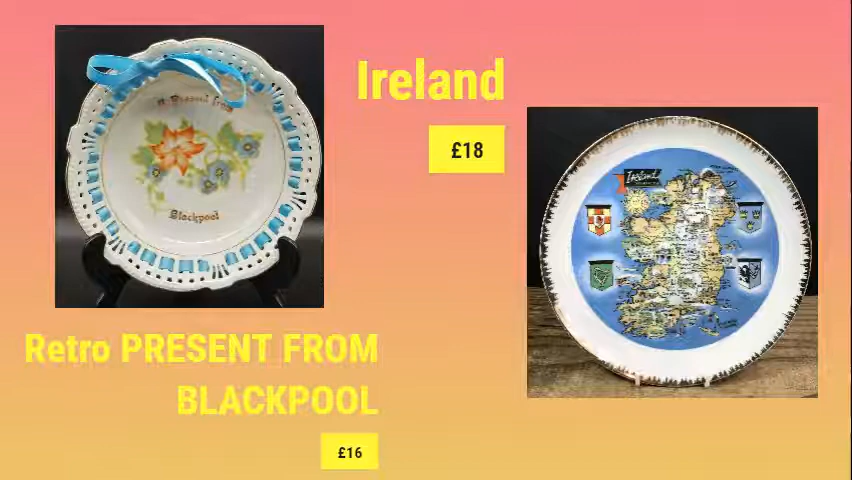 A Present from
Blackpool
Ireland
£18
Ireland
Retro PRESENT FROM
BLACKPOOL
£16